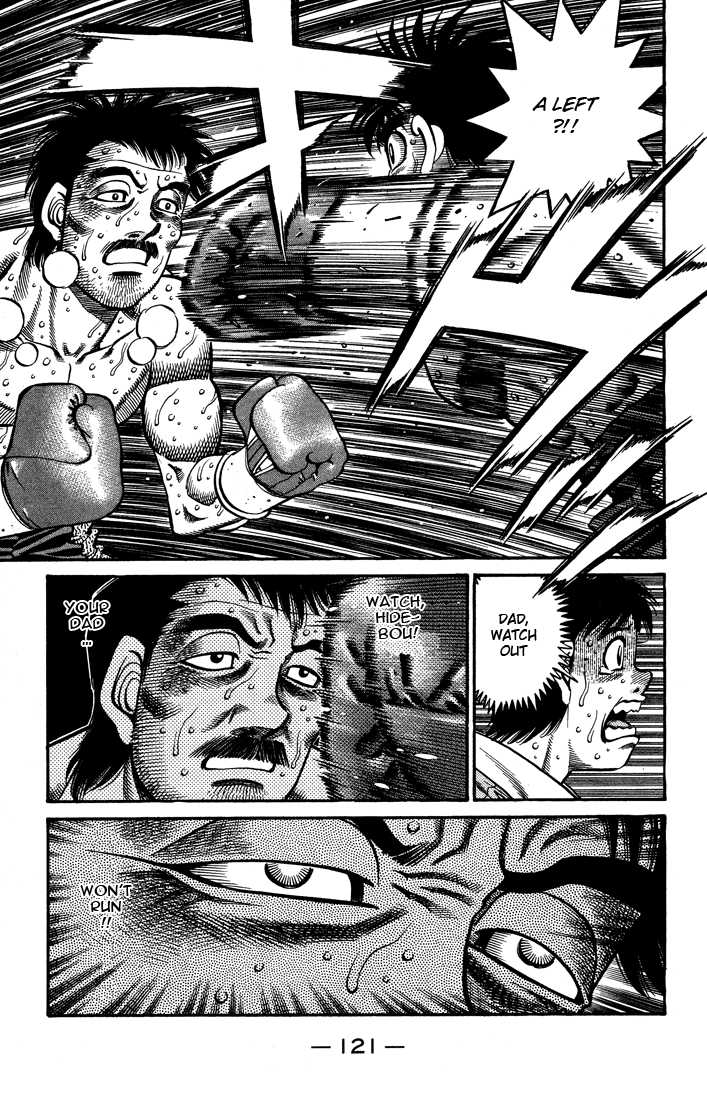 A LEFT
?!!
DAD,
WATCH
OUT
WATCH,
HIDE-
BOU!
YOUR
DAD
...
WON'T
RUN
!!
— 121 —